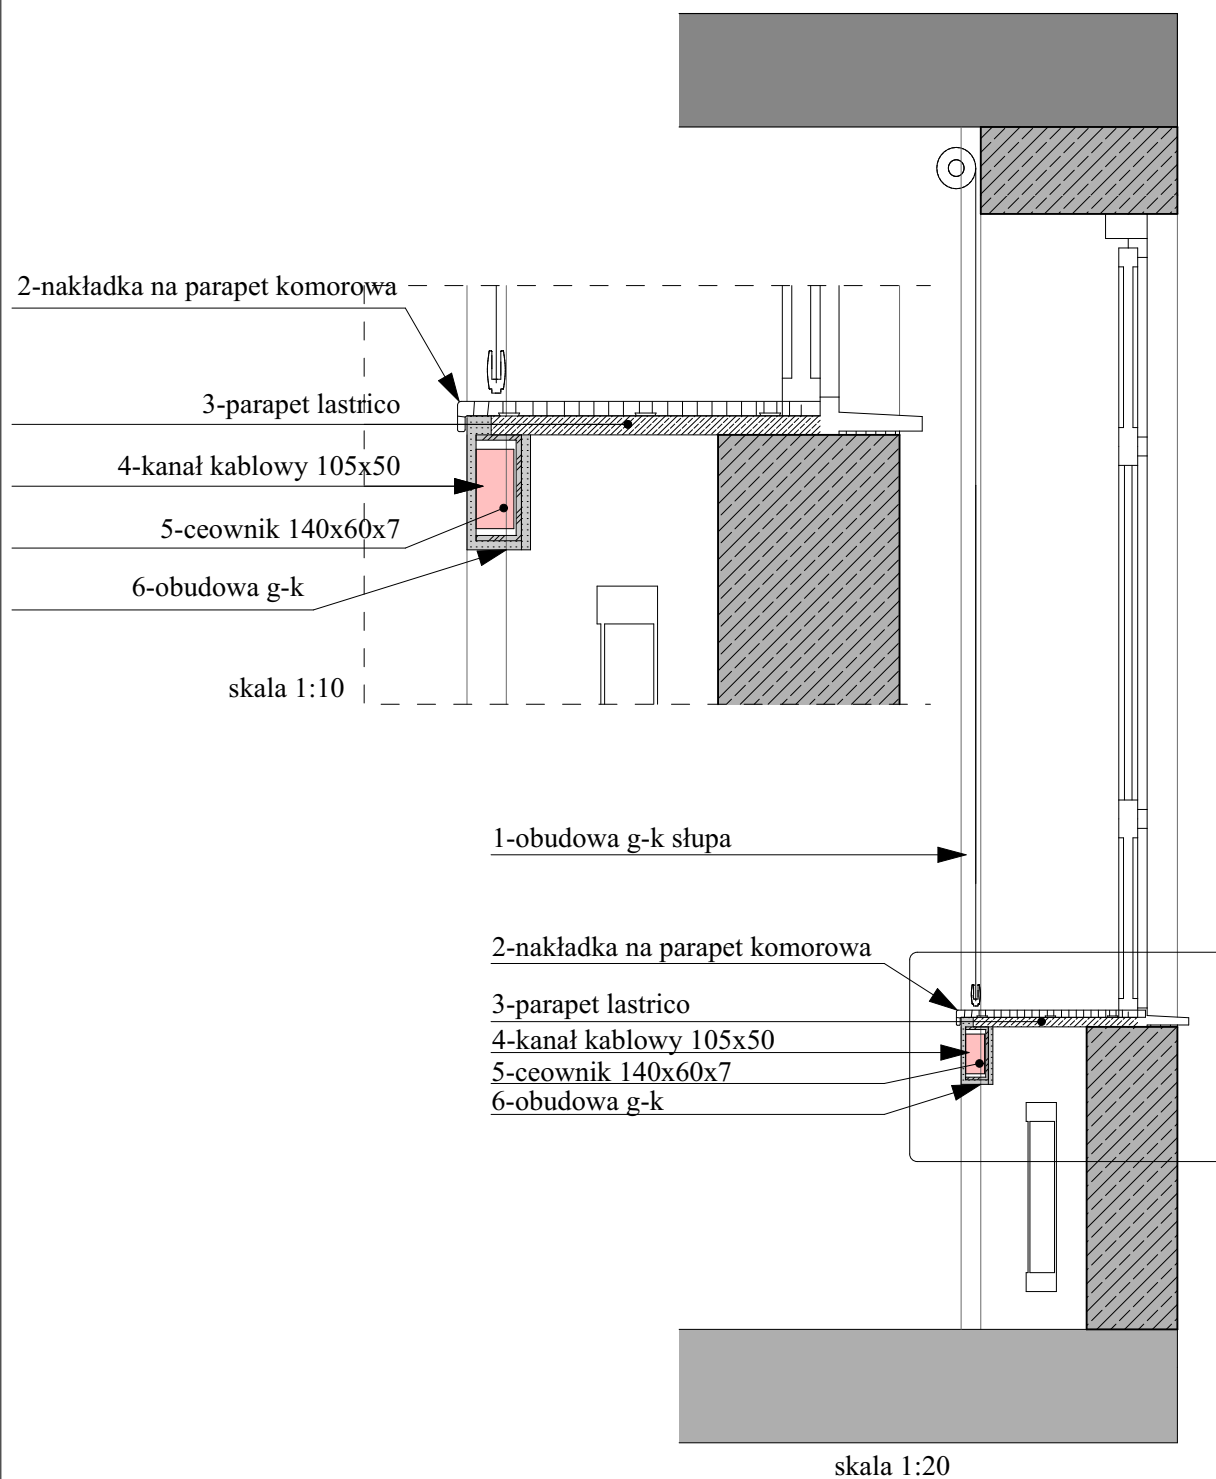 2-nakładka na parapet komorowa
3-parapet lastrico
4-kanał kablowy 105x50
5-ceownik 140x60x7
6-obudowa g-k
skala 1:10
1-obudowa g-k słupa
2-nakładka na parapet komorowa
3-parapet lastrico
4-kanał kablowy 105x50
5-ceownik 140x60x7
6-obudowa g-k
skala 1:20